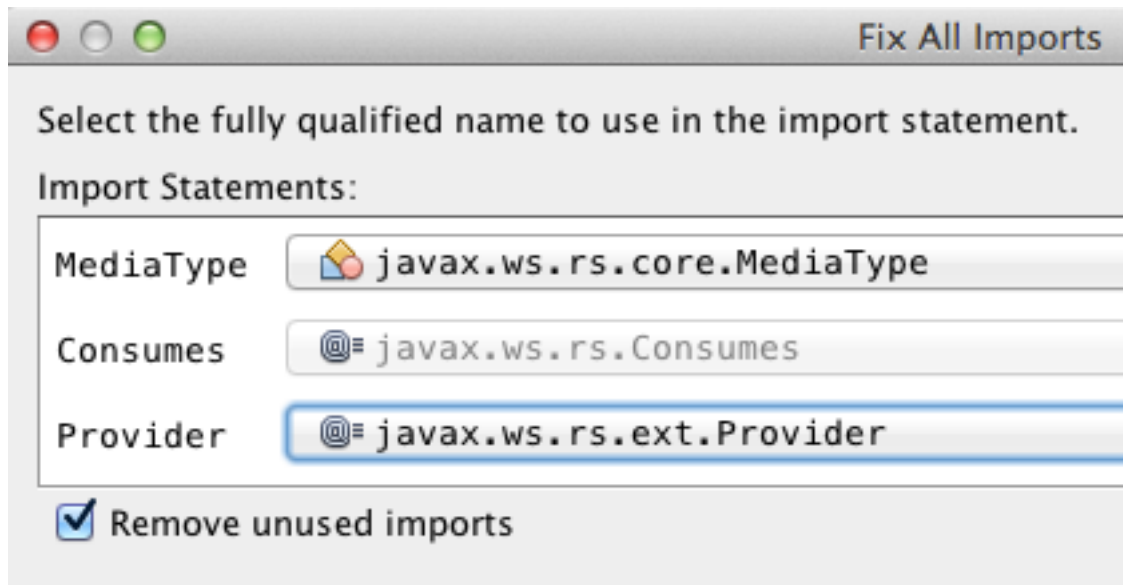 Fix All Imports
Select the fully qualified name to use in the import statement.
Import Statements:
MediaType javax.ws.rs.core.MediaType
Consumes javax.ws.rs.Consumes
Provider javax.ws.rs.ext.Provider
Remove unused imports